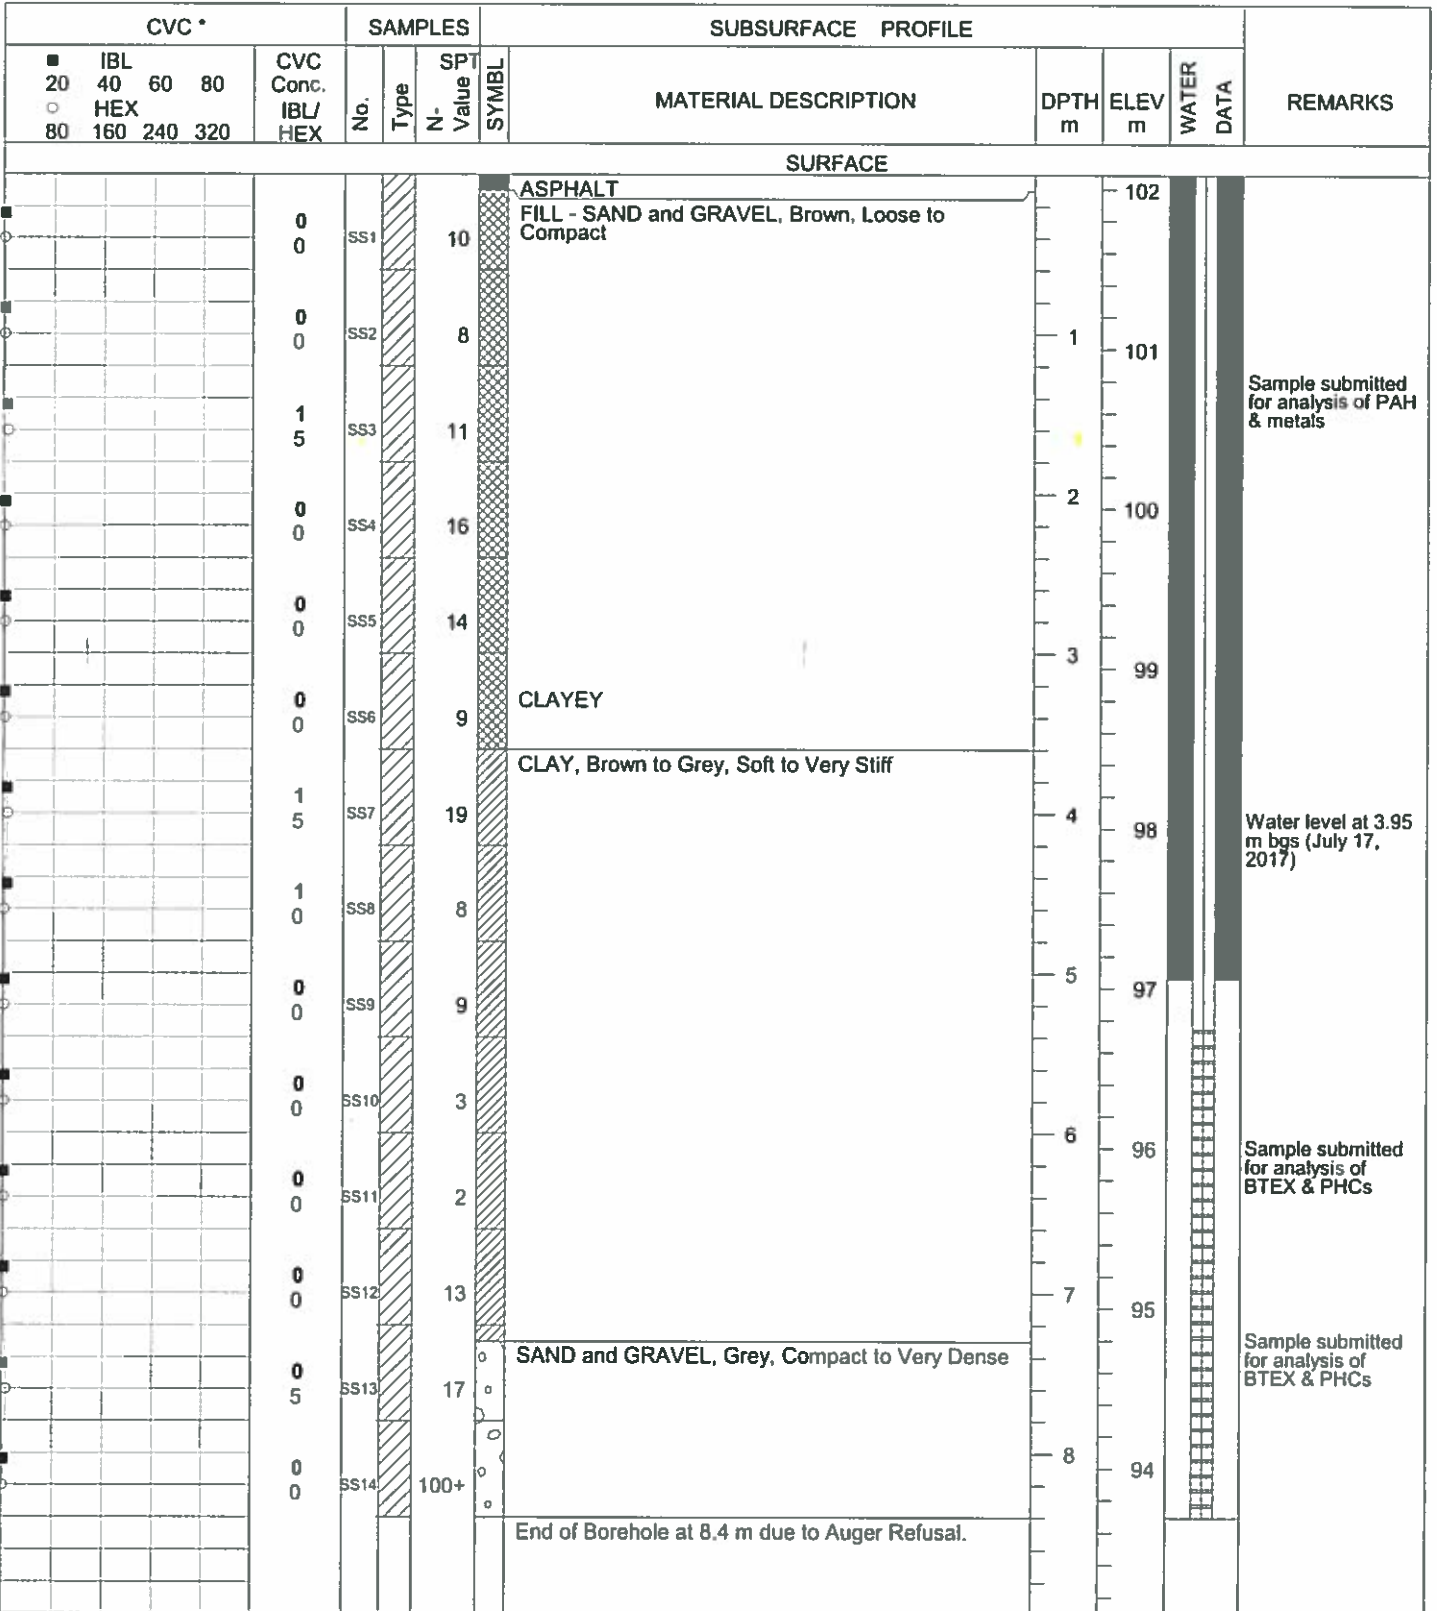 CVC *
SAMPLES
SUBSURFACE PROFILE
■ IBL
20 40 60 80
○ HEX
80 160 240 320
CVC
Conc.
IBL/
HEX
No.
Type
SPT
N-
Value
SYMBL
MATERIAL DESCRIPTION
DPTH
m
ELEV
m
WATER
DATA
REMARKS
SURFACE
ASPHALT
102
FILL - SAND and GRAVEL, Brown, Loose to
Compact
0
0
SS1
10
0
0
SS2
8
1
101
Sample submitted
for analysis of PAH
& metals
1
5
SS3
11
2
100
0
0
SS4
16
0
0
SS5
14
3
99
CLAYEY
0
0
SS6
9
CLAY, Brown to Grey, Soft to Very Stiff
1
5
SS7
19
4
98
Water level at 3.95
m bgs (July 17,
2017)
1
0
SS8
8
5
97
0
0
SS9
9
0
0
SS10
3
6
96
Sample submitted
for analysis of
BTEX & PHCs
0
0
SS11
2
0
0
SS12
13
7
95
SAND and GRAVEL, Grey, Compact to Very Dense
Sample submitted
for analysis of
BTEX & PHCs
0
5
SS13
17
8
94
0
0
SS14
100+
End of Borehole at 8.4 m due to Auger Refusal.